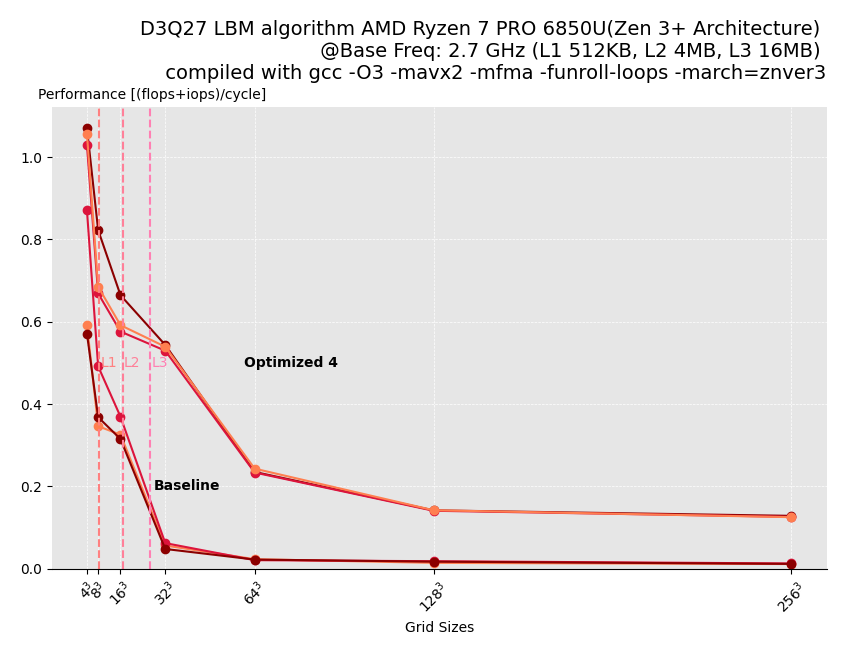 D3Q27 LBM algorithm AMD Ryzen 7 PRO 6850U(Zen 3+ Architecture)
@Base Freq: 2.7 GHz (L1 512KB, L2 4MB, L3 16MB)
compiled with gcc -O3 -mavx2 -mfma -funroll-loops -march=znver3
Performance [(flops+iops)/cycle]
1.0
0.8
0.6
0.4
0.2
0.0
L1 L2 L3
Optimized 4
Baseline
4³ 8³ 16³ 32³ 64³ 128³ 256³
Grid Sizes